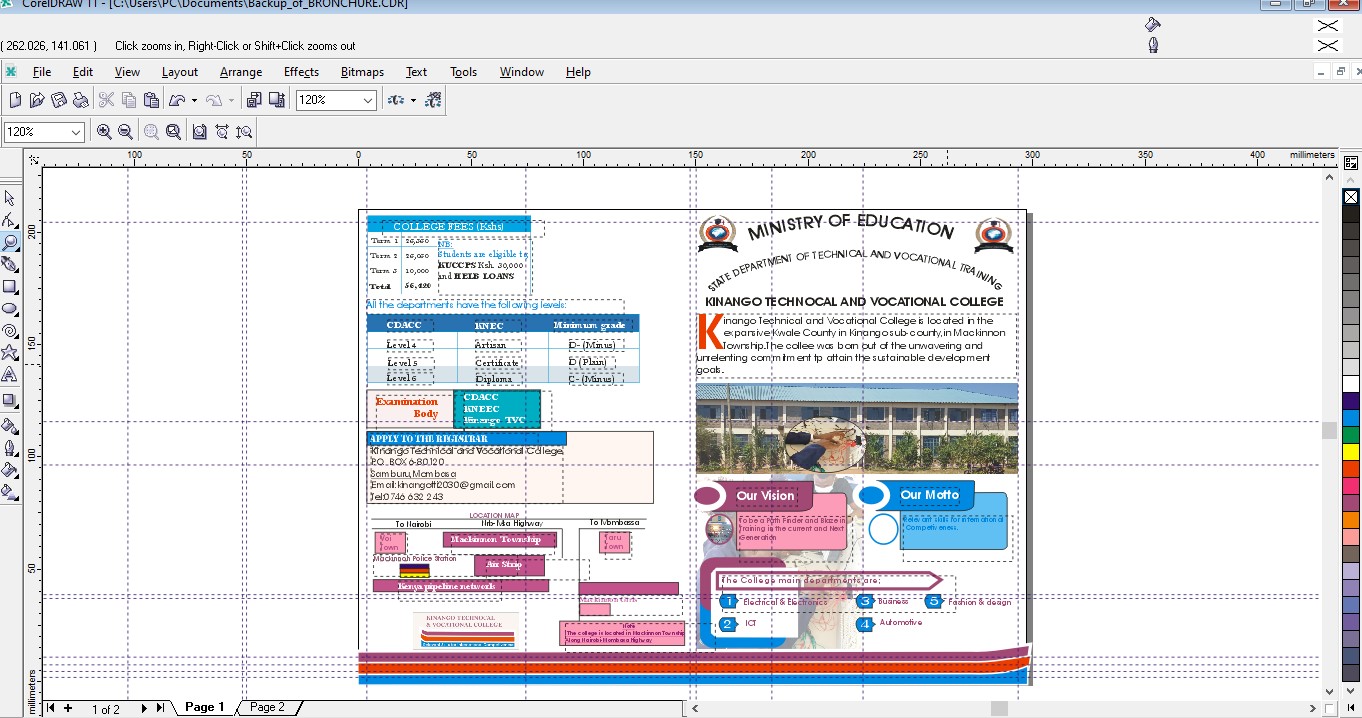 CorelDRAW 11 - [C:\Users\PC\Documents\Backup_of_BRONCHURE.CDR]
( 262.026, 141.061 ) Click zooms in, Right-Click or Shift+Click zooms out
File Edit View Layout Arrange Effects Bitmaps Text Tools Window Help
120%
120%
100 50 0 50 100 150 200 250 300 350 400 millimeters
200
150
100
50
millimeters
COLLEGE FEES (Kshs)
Term 1 26,360
Term 2 26,060
Term 3 10,000
Total 56,420
NB:
Students are eligible to
KUCCPS Ksh. 30,000
and HELB LOANS
All the departments have the following levels:
CDACC KNEC Minimum grade
Level 4 Artisan D- (Minus)
Level 5 Certificate D (Plain)
Level 6 Diploma C- (Minus)
Examination
Body
CDACC
KNEEC
Kinango TVC
APPLY TO THE REGISTRAR
Kinango Technical and Vocational College,
P.O. BOX 6-80120
Samburu, Mombasa
Email:kinangott2030@gmail.com
Tel:0746 632 243
LOCATION MAP
To Nairobi Nrb-Msa Highway To Mombassa
Voi
Town
Mackinnon Township
Taru
Town
Mackinnon Police Station
Air Strip
Kenya pipeline network
KINANGO TECHNOCAL
& VOCATIONAL COLLEGE
Note
The college is located in Mackinnon Township
Along Nairobi-Mombasa Highway
MINISTRY OF EDUCATION
STATE DEPARTMENT OF TECHNICAL AND VOCATIONAL TRAINING
KINANGO TECHNOCAL AND VOCATIONAL COLLEGE
Kinango Technical and Vocational College is located in the
expansive Kwale County in Kinango sub-county,in Mackinnon
Township.The collee was born out of the unwavering and
unrelenting commitment tp attain the sustainable development
goals.
Our Vision
To be a Path Finder and Blaze in
Training in the current and Next
Generation
Our Motto
Relevant skills for international
Competiveness.
The College main departments are;
1 Electrical & Electronics 3 Business 5 Fashion & design
2 ICT 4 Automotive
1 of 2 Page 1 Page 2